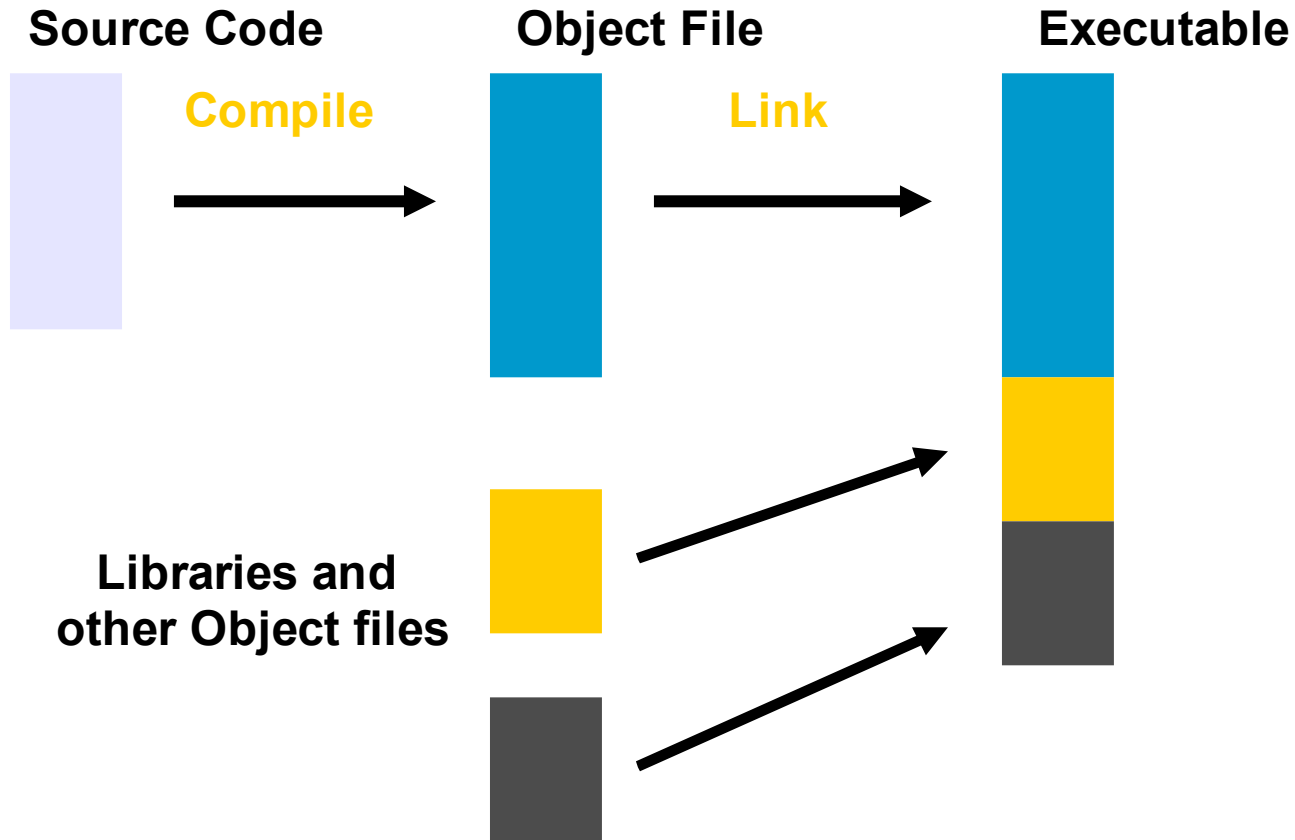 Source Code
Object File
Executable
Compile
Link
Libraries and
other Object files